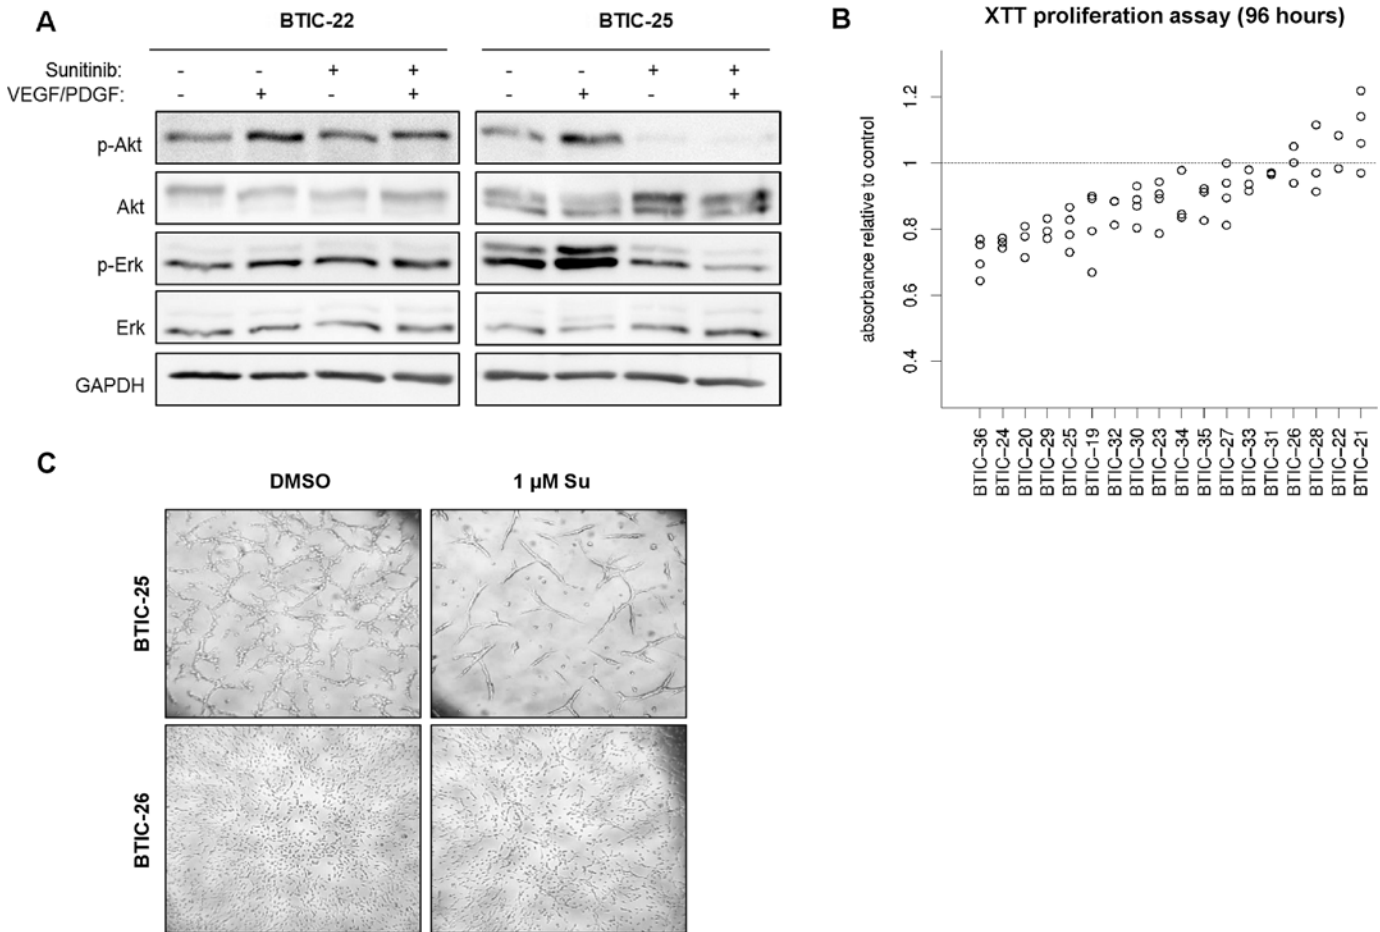 A
BTIC-22 BTIC-25
Sunitinib: - - + + - - + +
VEGF/PDGF: - + - + - + - +
p-Akt
Akt
p-Erk
Erk
GAPDH
B
XTT proliferation assay (96 hours)
absorbance relative to control
1.2
1
0.8
0.6
0.4
BTIC−36
BTIC−24
BTIC−20
BTIC−29
BTIC−25
BTIC−19
BTIC−32
BTIC−30
BTIC−23
BTIC−34
BTIC−35
BTIC−27
BTIC−33
BTIC−31
BTIC−26
BTIC−28
BTIC−22
BTIC−21
C
DMSO 1 µM Su
BTIC-25
BTIC-26